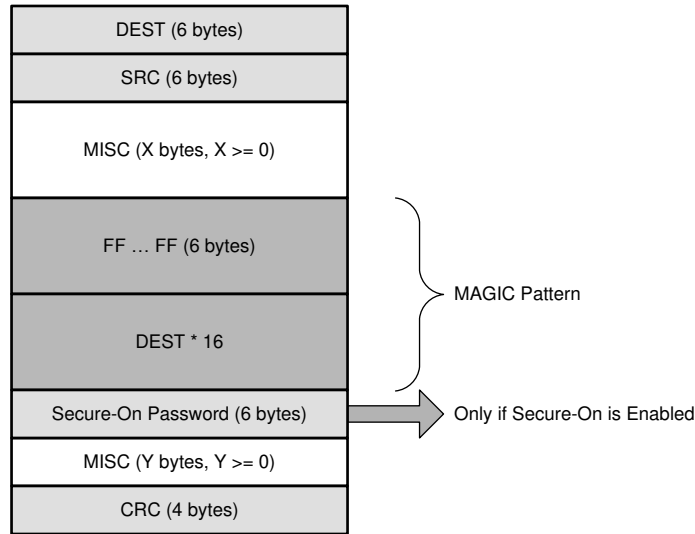 DEST (6 bytes)
SRC (6 bytes)
MISC (X bytes, X >= 0)
FF … FF (6 bytes)
MAGIC Pattern
DEST * 16
Secure-On Password (6 bytes)
Only if Secure-On is Enabled
MISC (Y bytes, Y >= 0)
CRC (4 bytes)